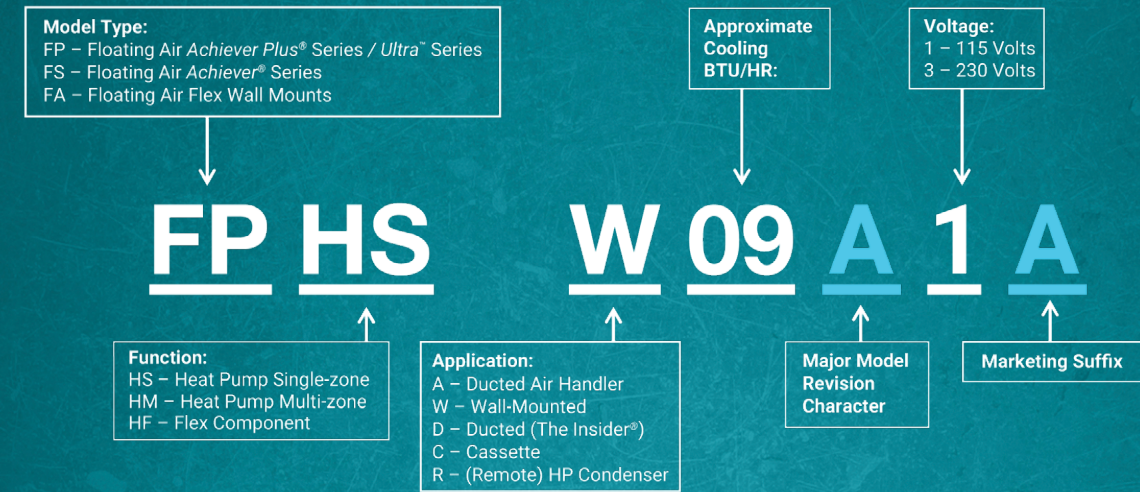 Model Type:
FP – Floating Air Achiever Plus® Series / Ultra™ Series
FS – Floating Air Achiever® Series
FA – Floating Air Flex Wall Mounts
Approximate
Cooling
BTU/HR:
Voltage:
1 – 115 Volts
3 – 230 Volts
FP HS W 09 A 1 A
Function:
HS – Heat Pump Single-zone
HM – Heat Pump Multi-zone
HF – Flex Component
Application:
A – Ducted Air Handler
W – Wall-Mounted
D – Ducted (The Insider®)
C – Cassette
R – (Remote) HP Condenser
Major Model
Revision
Character
Marketing Suffix